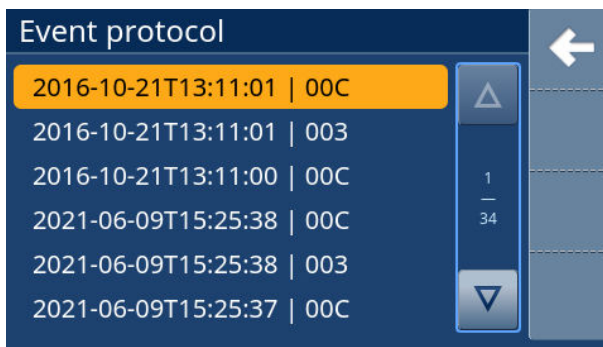 Event protocol
2016-10-21T13:11:01 | 00C
2016-10-21T13:11:01 | 003
2016-10-21T13:11:00 | 00C
2021-06-09T15:25:38 | 00C
2021-06-09T15:25:38 | 003
2021-06-09T15:25:37 | 00C
1
34